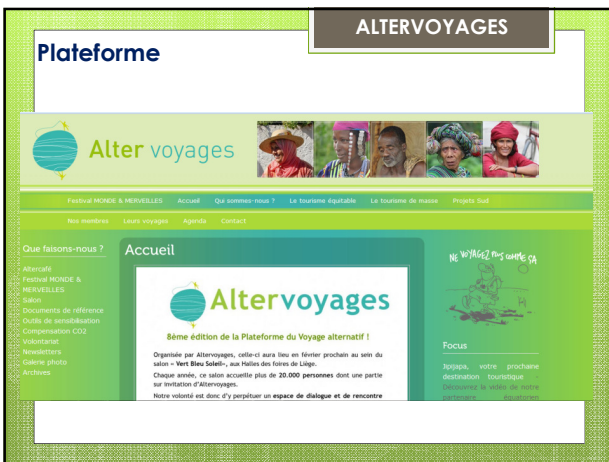 ALTERVOYAGES
Plateforme
Alter voyages
Festival MONDE & MERVEILLES Accueil Qui sommes-nous ? Le tourisme équitable Le tourisme de masse Projets Sud
Nos membres Leurs voyages Agenda Contact
Que faisons-nous ?
Altercafé
Festival MONDE &
MERVEILLES
Salon
Documents de référence
Outils de sensibilisation
Compensation CO2
Volontariat
Newsletters
Galerie photo
Archives
Accueil
Altervoyages
8ème édition de la Plateforme du Voyage alternatif !
Organisée par Altervoyages, celle-ci aura lieu en février prochain au sein du
salon « Vert Bleu Soleil», aux Halles des foires de Liège.
Chaque année, ce salon accueille plus de 20.000 personnes dont une partie
sur invitation d'Altervoyages.
Notre volonté est donc d'y perpétuer un espace de dialogue et de rencontre
NE VOYAGEZ PLUS COMME ÇA
Focus
Jipijapa, votre prochaine
destination touristique -
Découvrez la vidéo de notre
partenaire équatorien